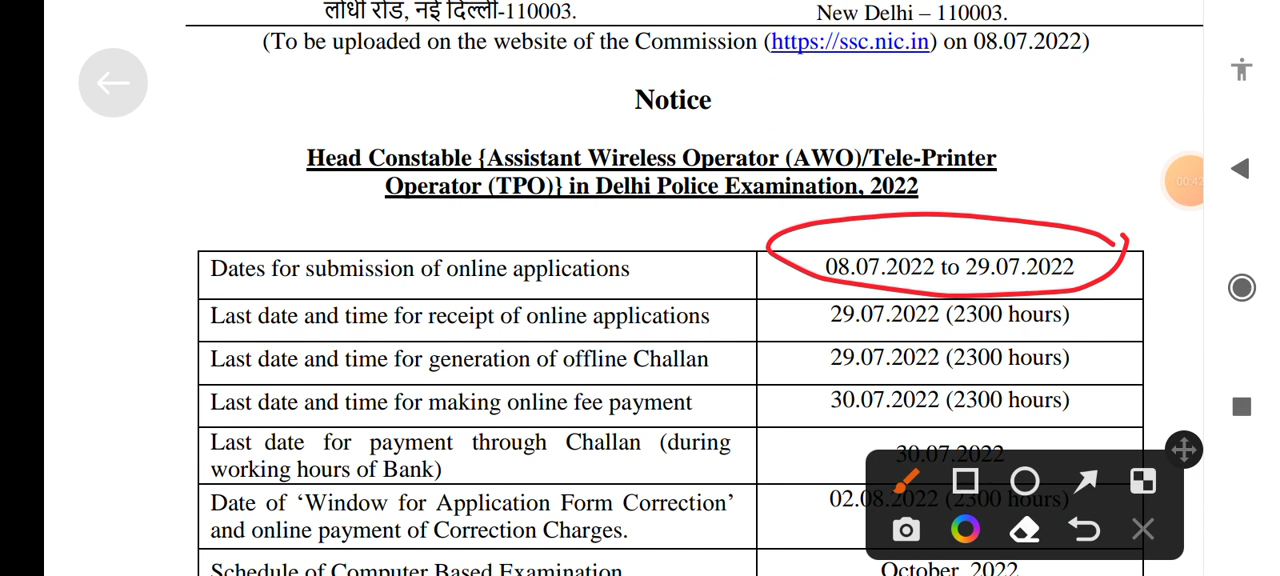 लोधी रोड, नई दिल्ली-110003.
New Delhi – 110003.
(To be uploaded on the website of the Commission (https://ssc.nic.in) on 08.07.2022)
Notice
Head Constable {Assistant Wireless Operator (AWO)/Tele-Printer
Operator (TPO)} in Delhi Police Examination, 2022
Dates for submission of online applications 08.07.2022 to 29.07.2022
Last date and time for receipt of online applications 29.07.2022 (2300 hours)
Last date and time for generation of offline Challan 29.07.2022 (2300 hours)
Last date and time for making online fee payment 30.07.2022 (2300 hours)
Last date for payment through Challan (during
working hours of Bank) 30.07.2022
Date of ‘Window for Application Form Correction’ 02.08.2022 (2300 hours)
and online payment of Correction Charges.
Schedule of Computer Based Examination October, 2022